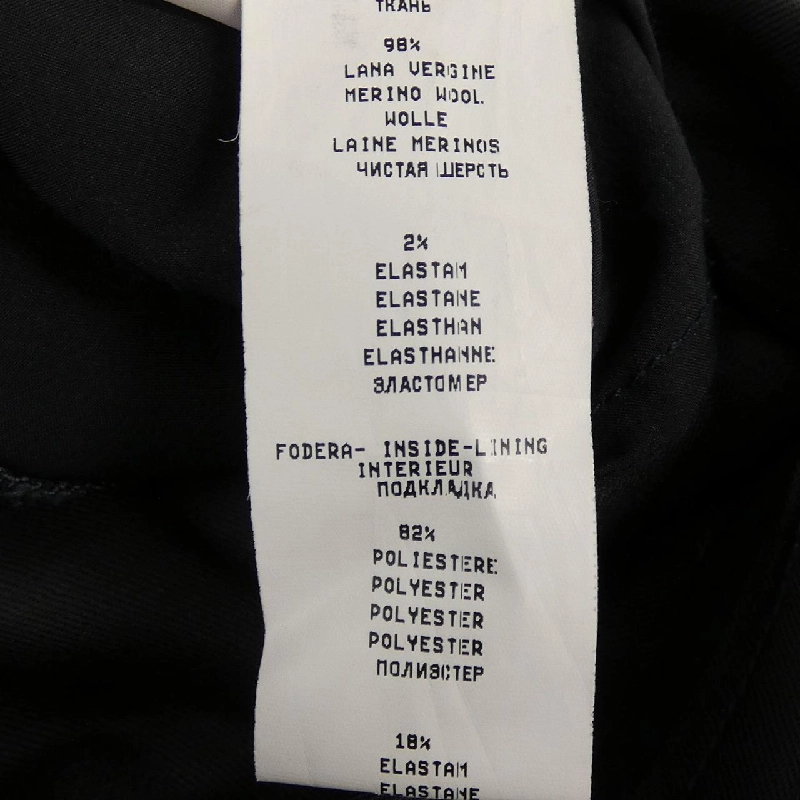 ТКАНЬ
98%
LANA VERGINE
MERINO WOOL
WOLLE
LAINE MERINOS
ЧИСТАЯ ШЕРСТЬ
2%
ELASTAM
ELASTANE
ELASTHAN
ELASTHANNE
ЭЛАСТОМЕР
FODERA- INSIDE-LINING
INTERIEUR
ПОДКЛАДКА
82%
POLIESTERE
POLYESTER
POLYESTER
POLYESTER
ПОЛИЭСТЕР
18%
ELASTAM
ELASTANE